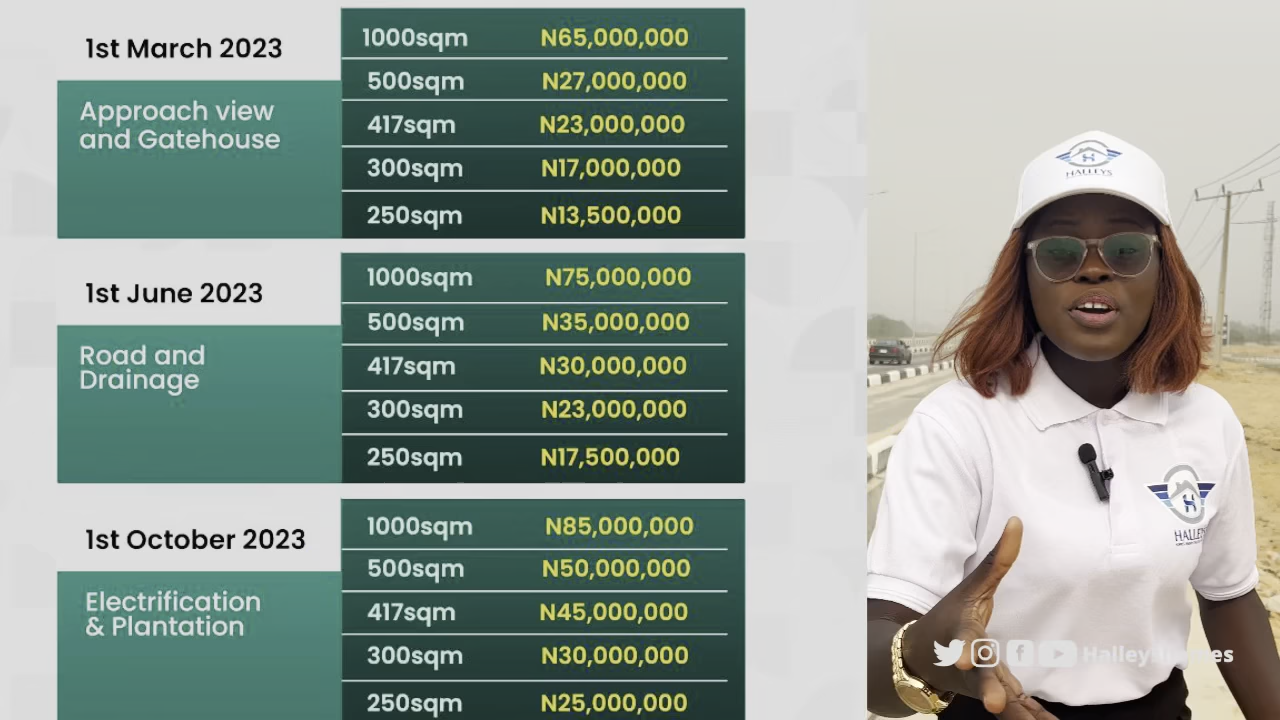 1st March 2023
Approach view
and Gatehouse
1000sqm N65,000,000
500sqm N27,000,000
417sqm N23,000,000
300sqm N17,000,000
250sqm N13,500,000
1st June 2023
Road and
Drainage
1000sqm N75,000,000
500sqm N35,000,000
417sqm N30,000,000
300sqm N23,000,000
250sqm N17,500,000
1st October 2023
Electrification
& Plantation
1000sqm N85,000,000
500sqm N50,000,000
417sqm N45,000,000
300sqm N30,000,000
250sqm N25,000,000
HALLEYS
H
HALLEYS